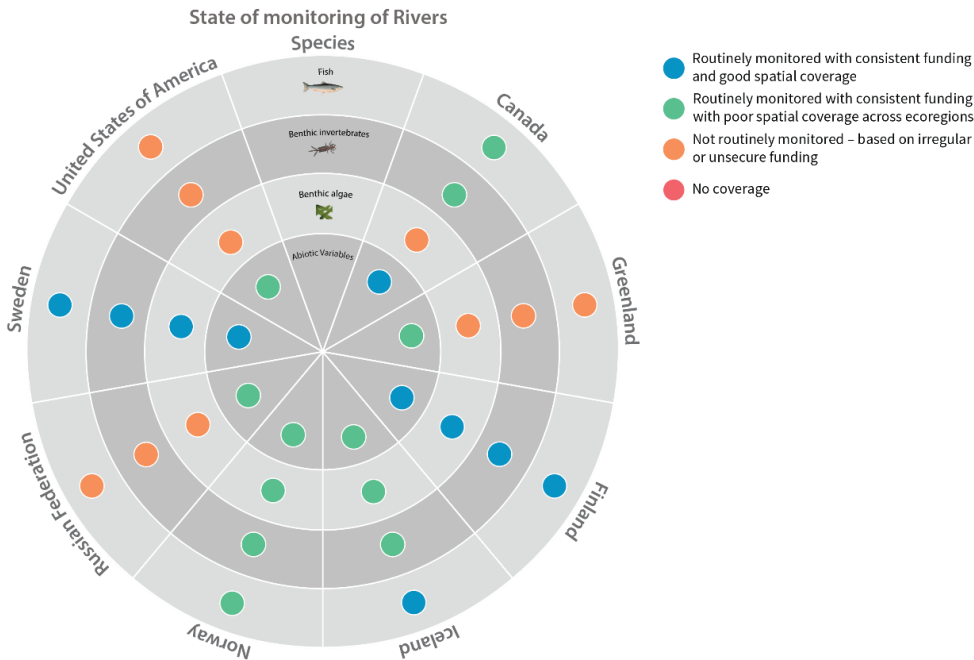 State of monitoring of Rivers
Species
Fish
Benthic invertebrates
Benthic algae
Abiotic Variables
United States of America
Canada
Sweden
Greenland
Russian Federation
Finland
Norway
Iceland
Routinely monitored with consistent funding
and good spatial coverage
Routinely monitored with consistent funding
with poor spatial coverage across ecoregions
Not routinely monitored – based on irregular
or unsecure funding
No coverage